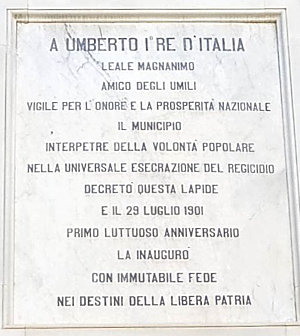 A UMBERTO I° RE D'ITALIA
LEALE MAGNANIMO
AMICO DEGLI UMILI
VIGILE PER L'ONORE E LA PROSPERITÀ NAZIONALE
IL MUNICIPIO
INTERPETRE DELLA VOLONTÀ POPOLARE
NELLA UNIVERSALE ESECRAZIONE DEL REGICIDIO
DECRETÒ QUESTA LAPIDE
E IL 29 LUGLIO 1901
PRIMO LUTTUOSO ANNIVERSARIO
LA INAUGURÒ
CON IMMUTABILE FEDE
NEI DESTINI DELLA LIBERA PATRIA